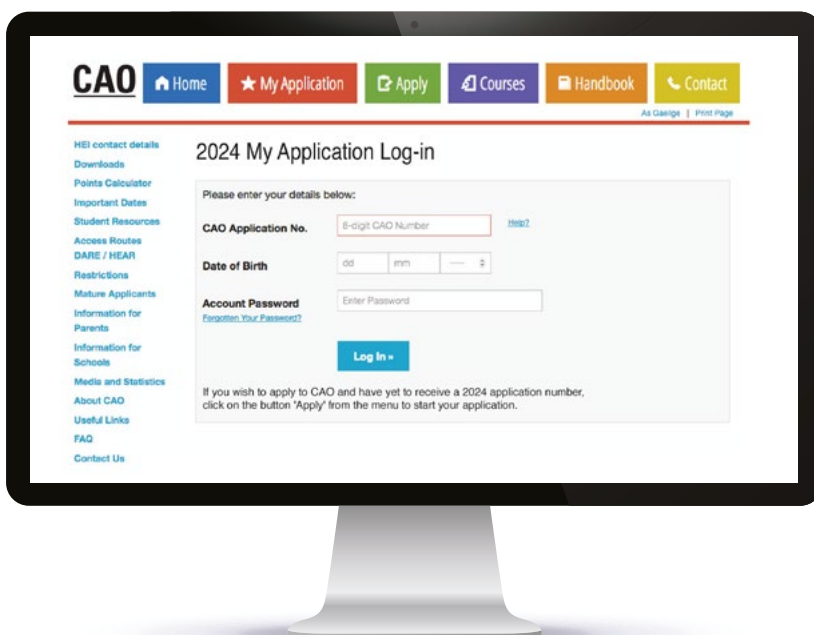 CAO
Home
My Application
Apply
Courses
Handbook
Contact
As Gaeilge | Print Page
HEI contact details
Downloads
Points Calculator
Important Dates
Student Resources
Access Routes
DARE / HEAR
Restrictions
Mature Applicants
Information for
Parents
Information for
Schools
Media and Statistics
About CAO
Useful Links
FAQ
Contact Us
2024 My Application Log-in
Please enter your details below:
CAO Application No.
8-digit CAO Number
Help?
Date of Birth
dd
mm
----
Account Password
Enter Password
Forgotten Your Password?
Log In »
If you wish to apply to CAO and have yet to receive a 2024 application number,
click on the button "Apply" from the menu to start your application.